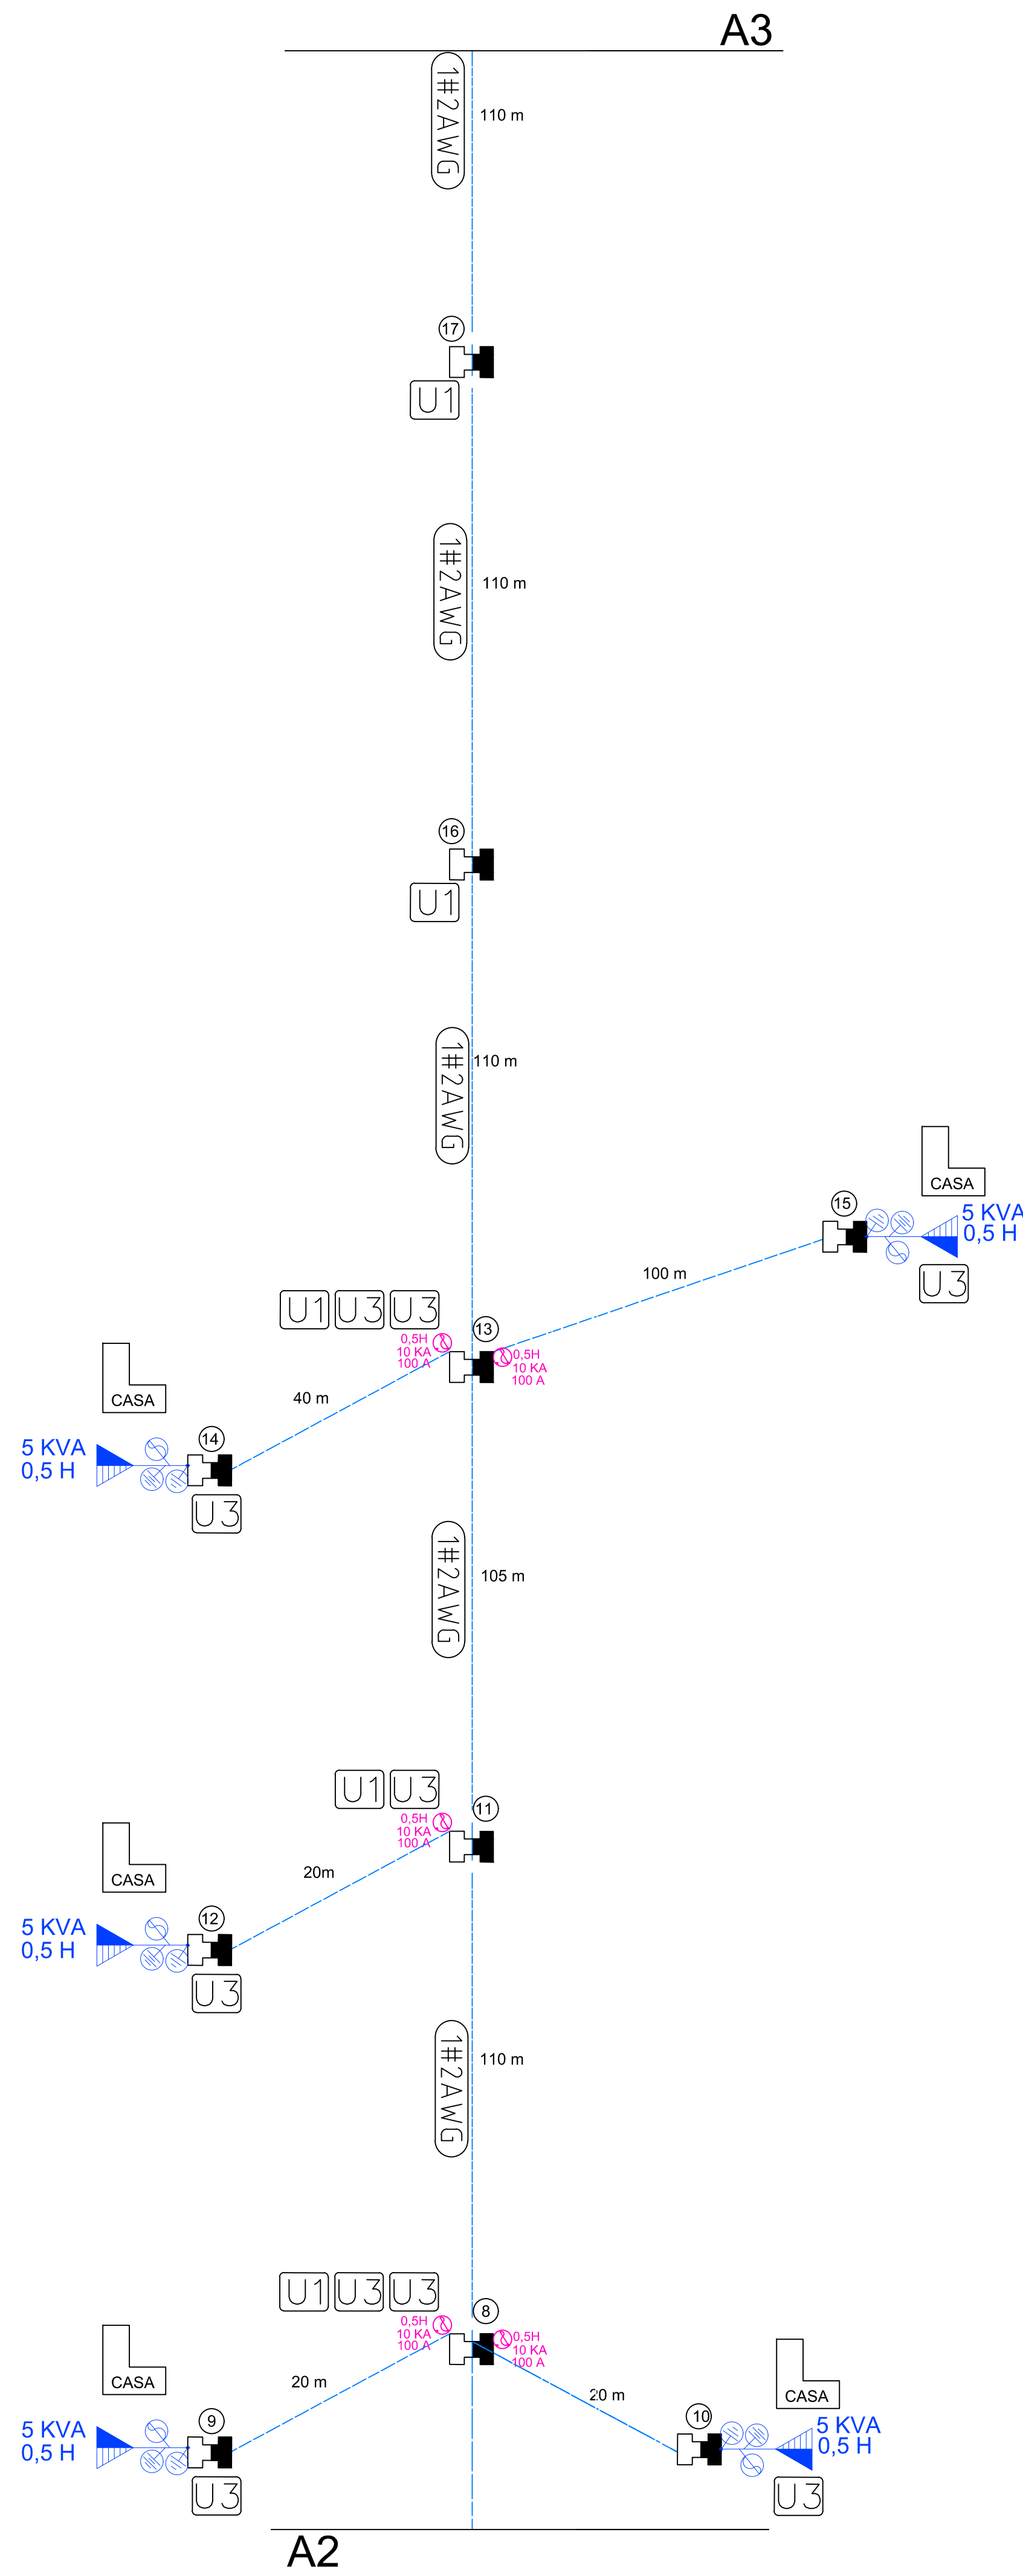 A3
1#2AWG
110 m
17
U1
1#2AWG
110 m
16
U1
1#2AWG
110 m
CASA
15
5 KVA
0,5 H
U3
100 m
U1 U3 U3
13
0,5H
10 KA
100 A
0,5H
10 KA
100 A
CASA
40 m
14
5 KVA
0,5 H
U3
1#2AWG
105 m
U1 U3
11
0,5H
10 KA
100 A
CASA
20m
12
5 KVA
0,5 H
U3
1#2AWG
110 m
U1 U3 U3
8
0,5H
10 KA
100 A
0,5H
10 KA
100 A
CASA
20 m
9
5 KVA
0,5 H
U3
20 m
CASA
10
5 KVA
0,5 H
U3
A2